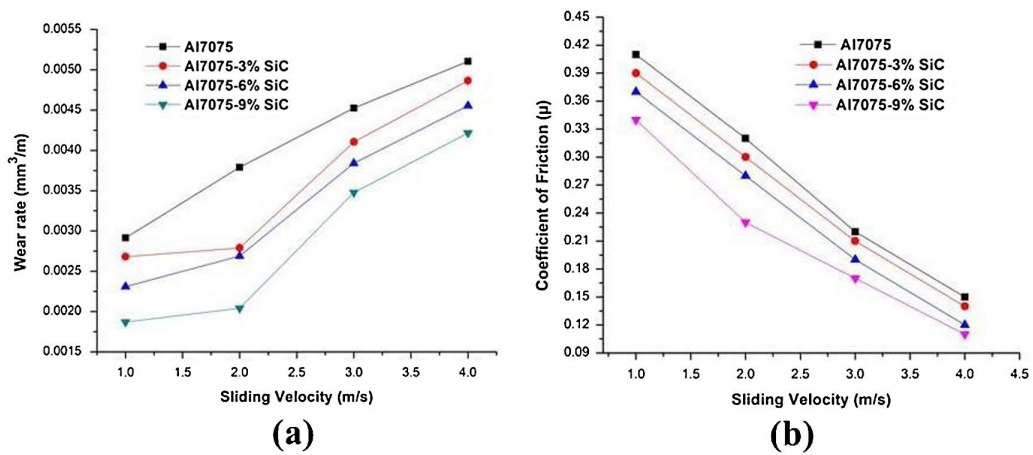 0.0055
0.0050
0.0045
0.0040
0.0035
0.0030
0.0025
0.0020
0.0015
Wear rate (mm³/m)
Al7075
Al7075-3% SiC
Al7075-6% SiC
Al7075-9% SiC
1.0 1.5 2.0 2.5 3.0 3.5 4.0
Sliding Velocity (m/s)
(a)
0.45
0.42
0.39
0.36
0.33
0.30
0.27
0.24
0.21
0.18
0.15
0.12
0.09
Coefficient of Friction (μ)
Al7075
Al7075-3% SiC
Al7075-6% SiC
Al7075-9% SiC
1.0 1.5 2.0 2.5 3.0 3.5 4.0 4.5
Sliding Velocity (m/s)
(b)